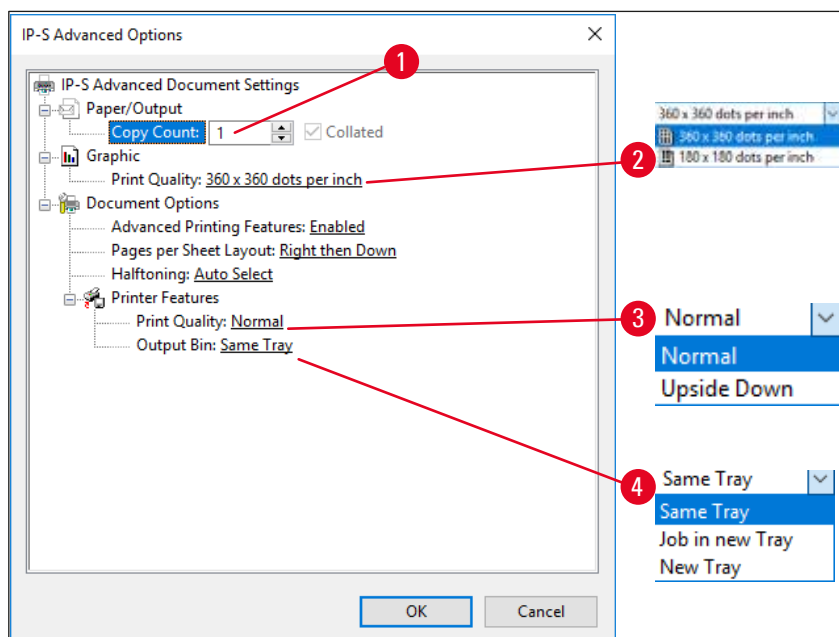 IP-S Advanced Options
1
IP-S Advanced Document Settings
Paper/Output
Copy Count: 1 Collated
Graphic
Print Quality: 360 x 360 dots per inch
Document Options
Advanced Printing Features: Enabled
Pages per Sheet Layout: Right then Down
Halftoning: Auto Select
Printer Features
Print Quality: Normal
Output Bin: Same Tray
OK Cancel
2
360 x 360 dots per inch
360 x 360 dots per inch
180 x 180 dots per inch
3
Normal
Normal
Upside Down
4
Same Tray
Same Tray
Job in new Tray
New Tray